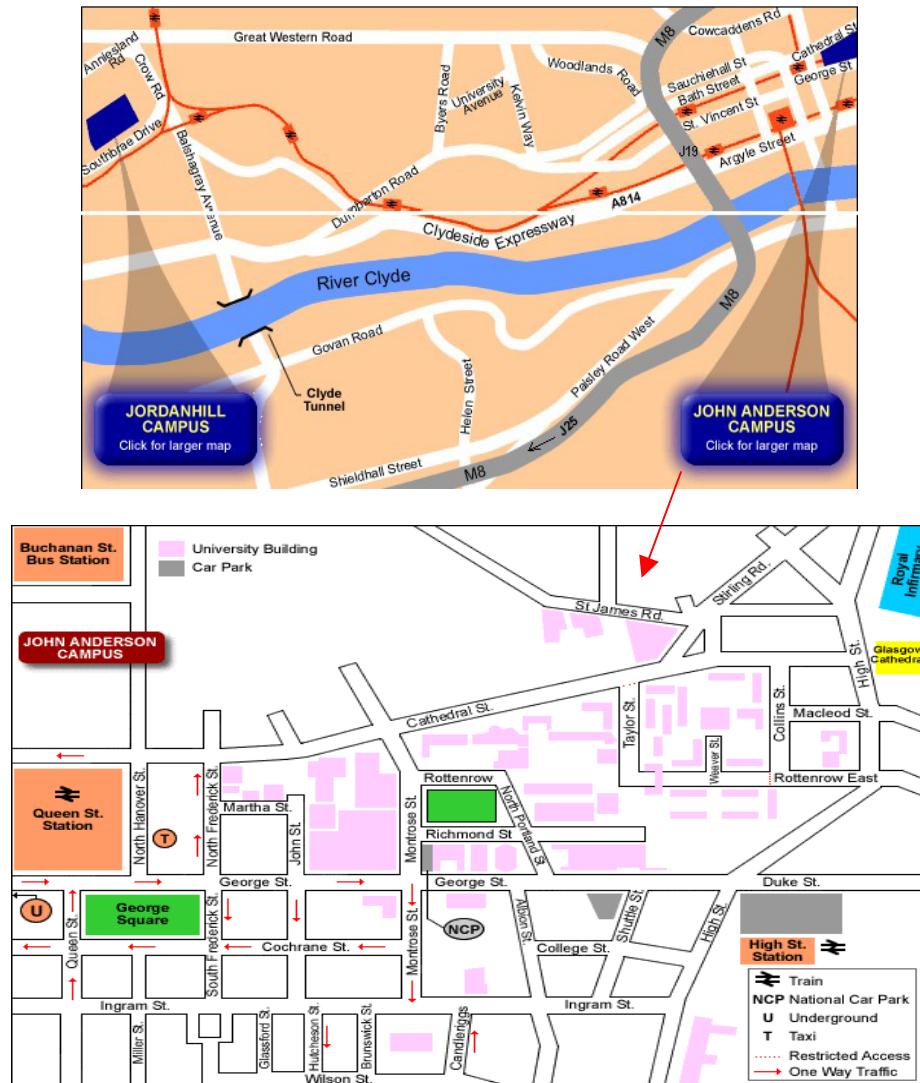 Great Western Road
Anniesland
Rd
Crow Rd
Southbrae Drive
Balshagray Avenue
Byers Road
University
Avenue
Kelvin Way
Woodlands
Road
M8
Cowcaddens Rd
Sauchiehall St
Bath Street
Cathedral St
George St
St. Vincent St
J19
Argyle Street
Dumbarton Road
A814
Clydeside Expressway
River Clyde
M8
Govan Road
Clyde
Tunnel
Helen Street
Paisley Road West
J25
Shieldhall Street
M8
JORDANHILL
CAMPUS
Click for larger map
JOHN ANDERSON
CAMPUS
Click for larger map
Buchanan St.
Bus Station
University Building
Car Park
JOHN ANDERSON
CAMPUS
St James Rd.
Stirling Rd.
Royal
Infirmary
Glasgow
Cathedral
High St.
Cathedral St.
Taylor St.
Weaver St.
Collins St.
Macleod St.
Rottenrow
Rottenrow East
Queen St.
Station
North Hanover St.
T
North Frederick St.
Martha St.
John St.
Montrose St.
Richmond St
North Portland St
George St.
George St.
Duke St.
U
George
Square
Queen St.
South Frederick St.
Cochrane St.
Montrose St.
NCP
Albion St.
College St.
Shuttle St.
High St.
High St.
Station
Ingram St.
Ingram St.
Miller St.
Glassford St.
Hutcheson St.
Brunswick St.
Candleriggs
Wilson St.
Train
NCP National Car Park
U Underground
T Taxi
Restricted Access
One Way Traffic